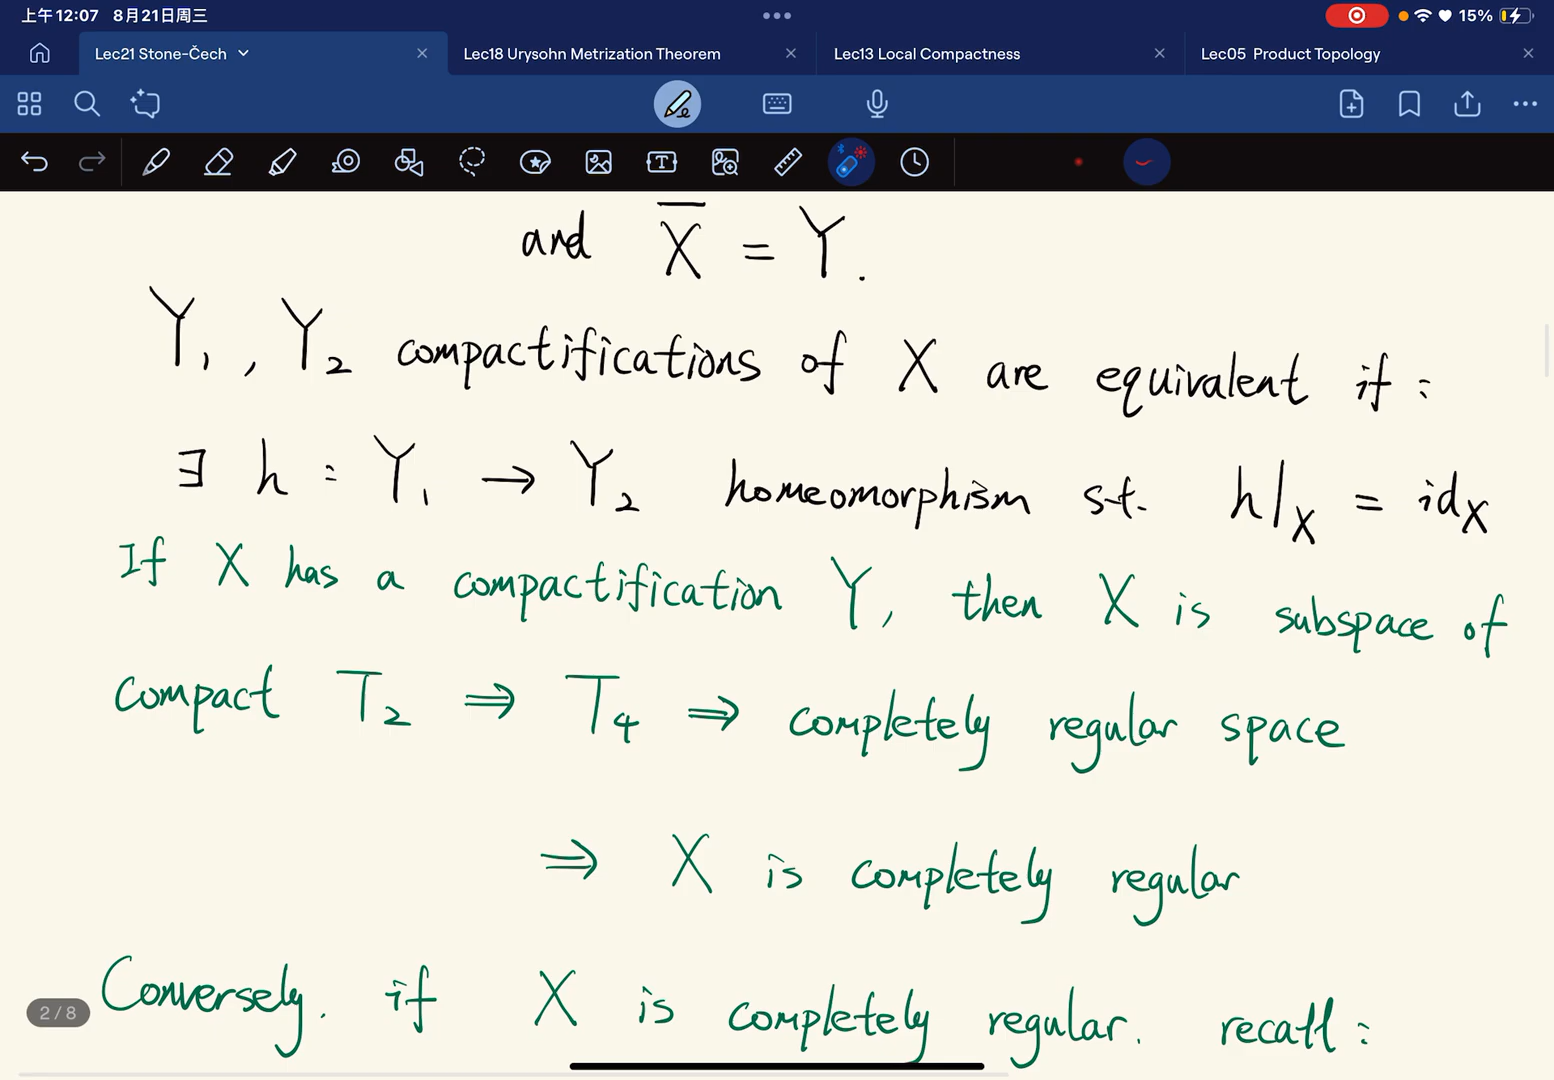 上午12:07 8月21日周三 15%
Lec21 Stone-Čech Lec18 Urysohn Metrization Theorem Lec13 Local Compactness Lec05 Product Topology
and X̅ = Y.
Y₁, Y₂ compactifications of X are equivalent if:
∃ h: Y₁ → Y₂ homeomorphism s.t. h|_X = id_X
If X has a compactification Y, then X is subspace of
compact T₂ ⇒ T₄ ⇒ completely regular space
⇒ X is completely regular
Conversely. if X is completely regular. recall:
2 / 8